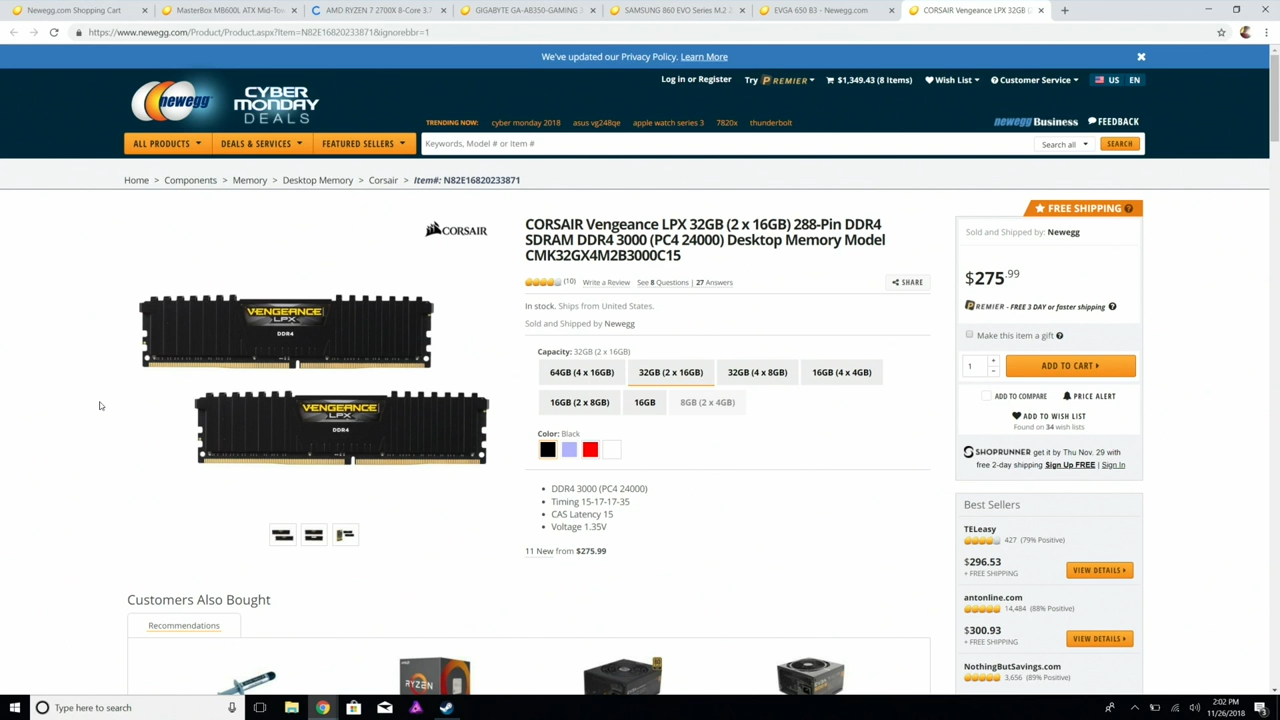 Newegg.com Shopping Cart
MasterBox MB600L ATX Mid-Tow
AMD RYZEN 7 2700X 8-Core 3.7
GIGABYTE GA-AB350-GAMING 3
SAMSUNG 860 EVO Series M.2 2
EVGA 650 B3 - Newegg.com
CORSAIR Vengeance LPX 32GB (2
https://www.newegg.com/Product/Product.aspx?Item=N82E16820233871&ignorebbr=1
We've updated our Privacy Policy. Learn More
Log in or Register Try PREMIER $1,349.43 (8 Items) Wish List Customer Service US EN
newegg CYBER MONDAY DEALS
TRENDING NOW: cyber monday 2018 asus vg248qe apple watch series 3 7820x thunderbolt
neweggBusiness FEEDBACK
ALL PRODUCTS DEALS & SERVICES FEATURED SELLERS Keywords, Model # or Item # Search all SEARCH
Home > Components > Memory > Desktop Memory > Corsair > Item#: N82E16820233871
CORSAIR
CORSAIR Vengeance LPX 32GB (2 x 16GB) 288-Pin DDR4
SDRAM DDR4 3000 (PC4 24000) Desktop Memory Model
CMK32GX4M2B3000C15
(10) Write a Review See 8 Questions | 27 Answers SHARE
In stock. Ships from United States.
Sold and Shipped by Newegg
Capacity: 32GB (2 x 16GB)
64GB (4 x 16GB) 32GB (2 x 16GB) 32GB (4 x 8GB) 16GB (4 x 4GB)
16GB (2 x 8GB) 16GB 8GB (2 x 4GB)
Color: Black
• DDR4 3000 (PC4 24000)
• Timing 15-17-17-35
• CAS Latency 15
• Voltage 1.35V
11 New from $275.99
VENGEANCE
LPX
DDR4
VENGEANCE
LPX
DDR4
FREE SHIPPING
Sold and Shipped by: Newegg
$275.99
PREMIER - FREE 3 DAY or faster shipping
Make this item a gift
1 ADD TO CART
ADD TO COMPARE PRICE ALERT
ADD TO WISH LIST
Found on 34 wish lists
SHOPRUNNER get it by Thu Nov. 29 with
free 2-day shipping Sign Up FREE | Sign In
Best Sellers
TELeasy
427 (79% Positive)
$296.53
+ FREE SHIPPING
VIEW DETAILS
antonline.com
14,484 (88% Positive)
$300.93
+ FREE SHIPPING
VIEW DETAILS
NothingButSavings.com
3,656 (89% Positive)
Customers Also Bought
Recommendations
RYZEN
Type here to search
2:02 PM
11/26/2018
3